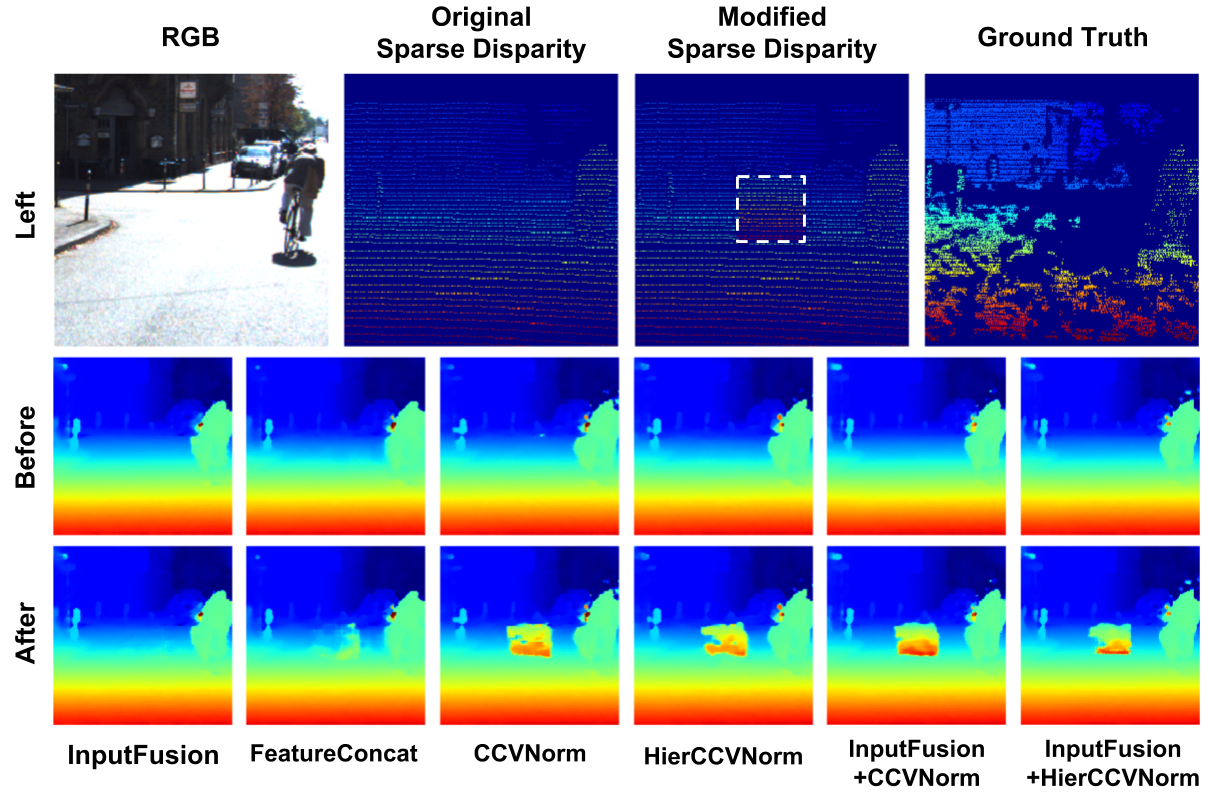 RGB
Original
Sparse Disparity
Modified
Sparse Disparity
Ground Truth
Left
Before
After
InputFusion
FeatureConcat
CCVNorm
HierCCVNorm
InputFusion
+CCVNorm
InputFusion
+HierCCVNorm